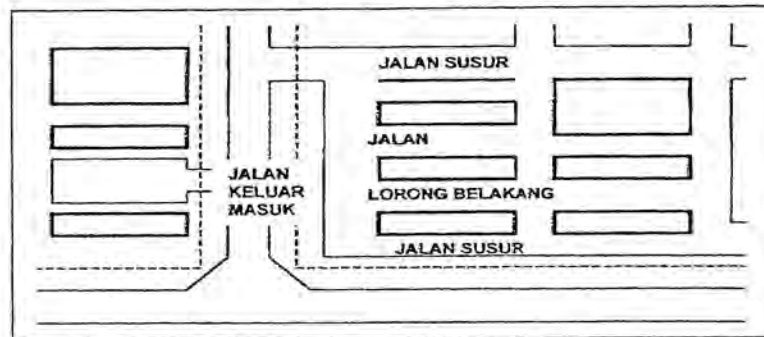 JALAN SUSUR
JALAN
JALAN
KELUAR
MASUK
LORONG BELAKANG
JALAN SUSUR